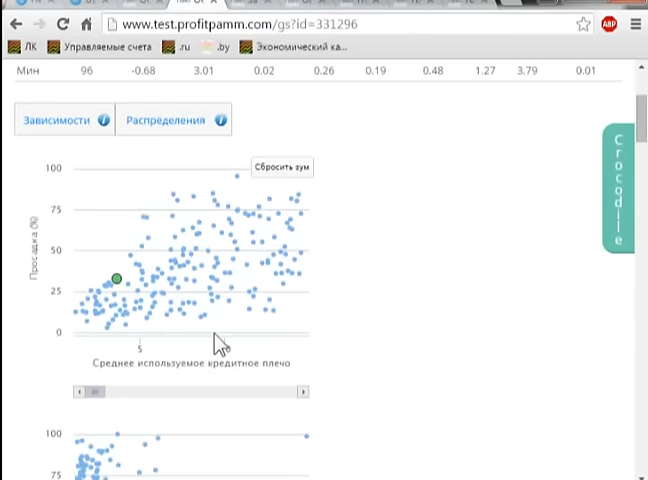 www.test.profitpamm.com/gs?id=331296
ABP
ЛК Управляемые счета .ru .by Экономический ка...
Мин 96 -0.68 3.01 0.02 0.26 0.19 0.48 1.27 3.79 0.01
Зависимости i Распределения i
Crocodile
Сбросить зум
100
75
50
25
0
Просадка (%)
5
Среднее используемое кредитное плечо
100
75